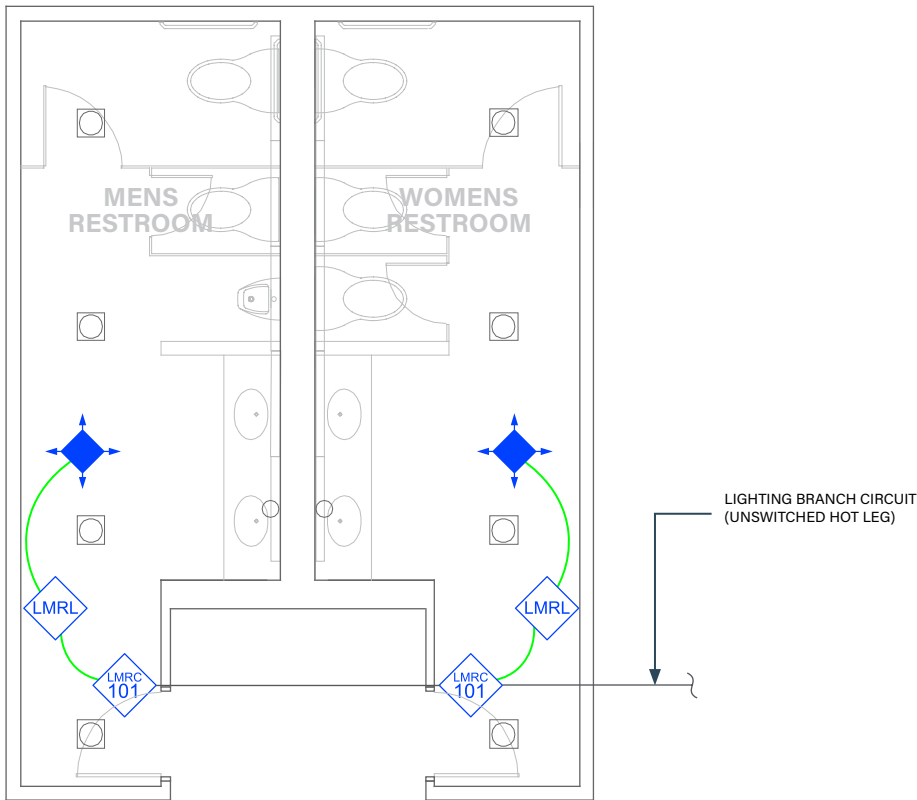 MENS
RESTROOM
WOMENS
RESTROOM
LIGHTING BRANCH CIRCUIT
(UNSWITCHED HOT LEG)
LMRL
LMRL
LMRC
101
LMRC
101